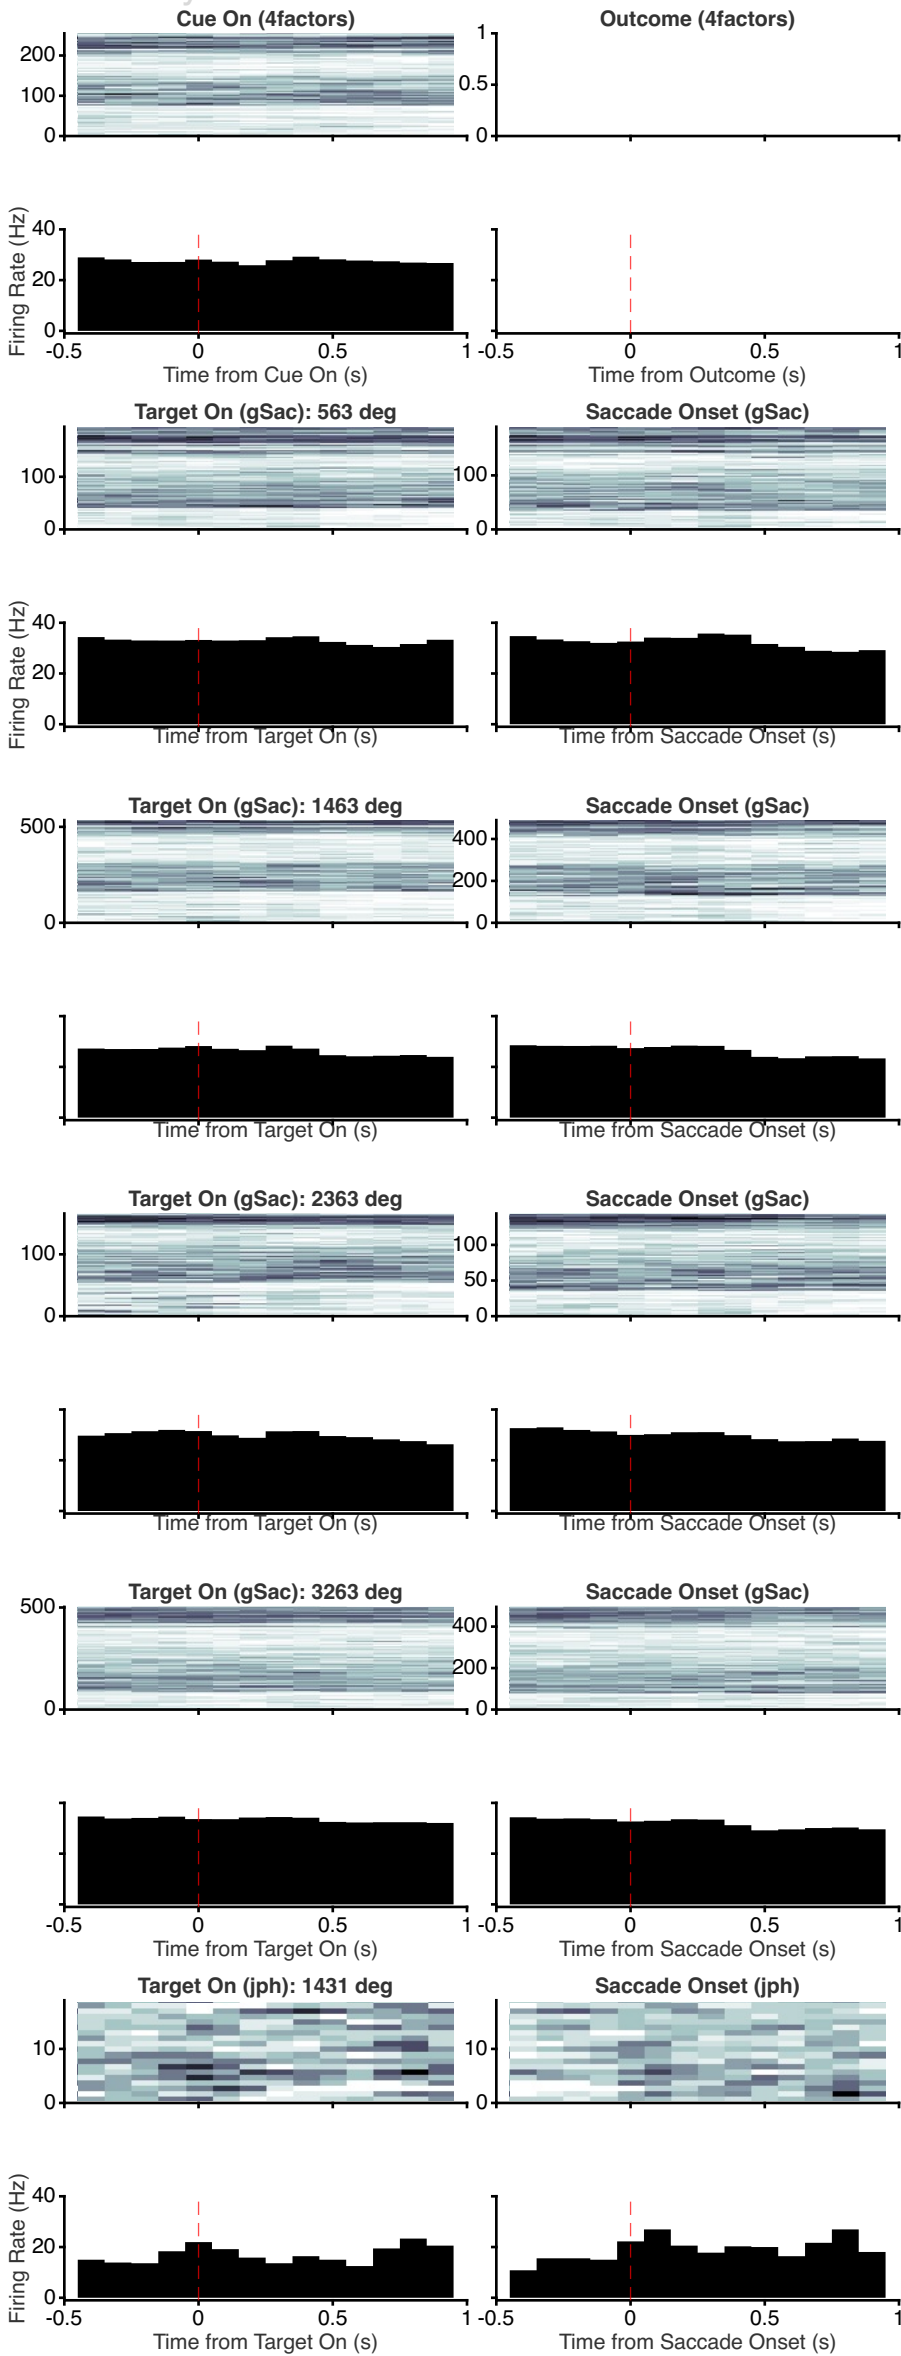 Cue On (4factors) Outcome (4factors)
200
100
0
1
0.5
0
Firing Rate (Hz)
40
20
0
-0.5 0 0.5 1 -0.5 0 0.5 1
Time from Cue On (s) Time from Outcome (s)
Target On (gSac): 563 deg Saccade Onset (gSac)
100
0
100
0
Firing Rate (Hz)
40
20
0
Time from Target On (s) Time from Saccade Onset (s)
Target On (gSac): 1463 deg Saccade Onset (gSac)
500
0
400
200
0
Time from Target On (s) Time from Saccade Onset (s)
Target On (gSac): 2363 deg Saccade Onset (gSac)
100
0
100
50
0
Time from Target On (s) Time from Saccade Onset (s)
Target On (gSac): 3263 deg Saccade Onset (gSac)
500
0
400
200
0
-0.5 0 0.5 1 -0.5 0 0.5 1
Time from Target On (s) Time from Saccade Onset (s)
Target On (jph): 1431 deg Saccade Onset (jph)
10
0
10
0
Firing Rate (Hz)
40
20
0
-0.5 0 0.5 1 -0.5 0 0.5 1
Time from Target On (s) Time from Saccade Onset (s)